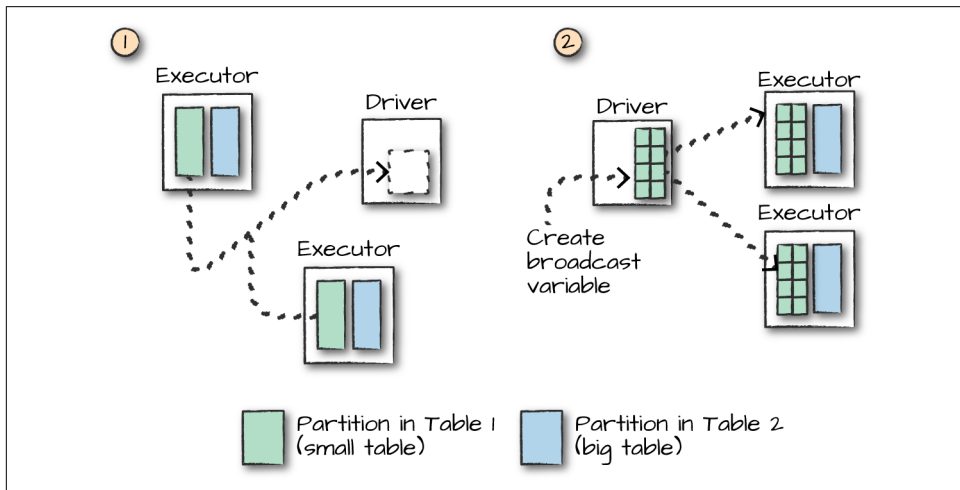 1
Executor
Driver
Executor
2
Driver
Executor
Executor
Create
broadcast
variable
Partition in Table 1
(small table)
Partition in Table 2
(big table)